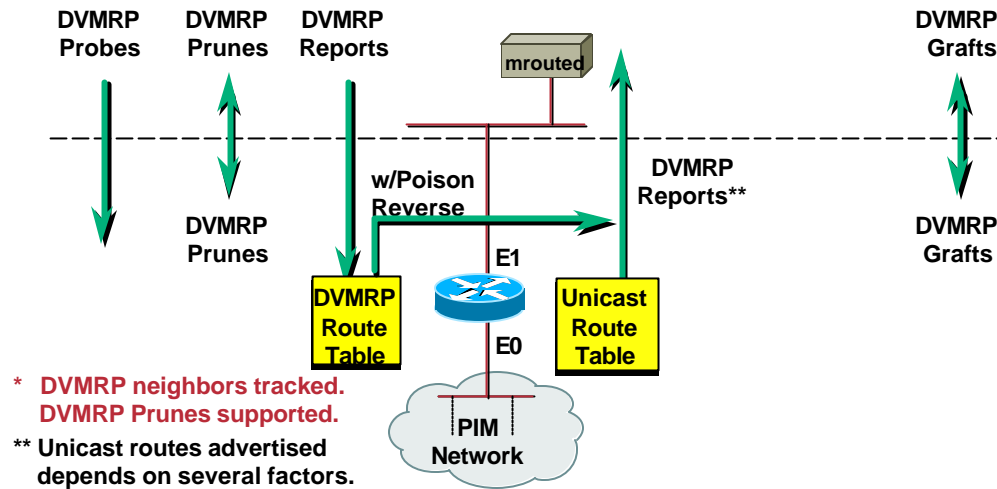 DVMRP
Probes
DVMRP
Prunes
DVMRP
Reports
mrouted
DVMRP
Grafts
w/Poison
Reverse
DVMRP
Reports**
DVMRP
Prunes
DVMRP
Grafts
E1
DVMRP
Route
Table
Unicast
Route
Table
E0
* DVMRP neighbors tracked.
DVMRP Prunes supported.
** Unicast routes advertised
depends on several factors.
PIM
Network